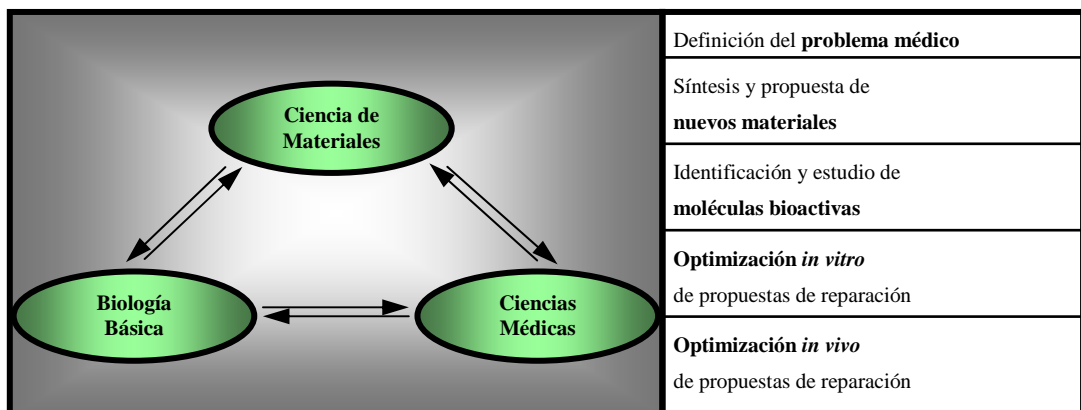 Ciencia de
Materiales
Biología
Básica
Ciencias
Médicas
Definición del problema médico
Síntesis y propuesta de
nuevos materiales
Identificación y estudio de
moléculas bioactivas
Optimización in vitro
de propuestas de reparación
Optimización in vivo
de propuestas de reparación